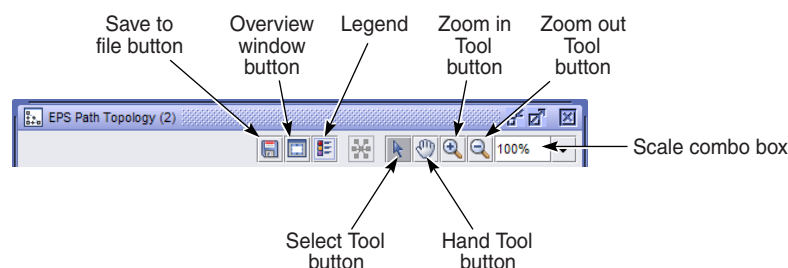 Save to
file button
Overview
window
button
Legend
Zoom in
Tool
button
Zoom out
Tool
button
EPS Path Topology (2)
100%
Scale combo box
Select Tool
button
Hand Tool
button